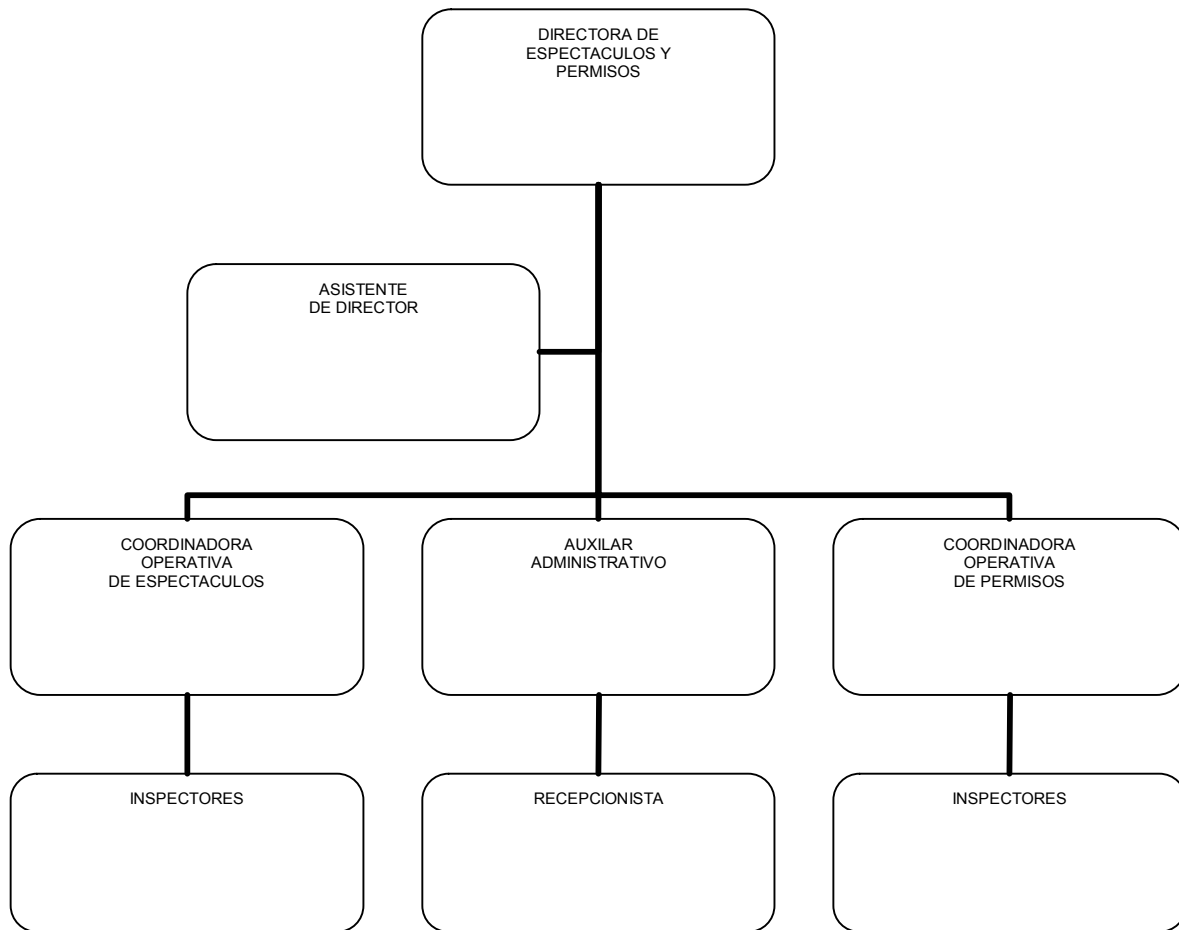 DIRECTORA DE
ESPECTACULOS Y
PERMISOS
ASISTENTE
DE DIRECTOR
COORDINADORA
OPERATIVA
DE ESPECTACULOS
AUXILAR
ADMINISTRATIVO
COORDINADORA
OPERATIVA
DE PERMISOS
INSPECTORES
RECEPCIONISTA
INSPECTORES